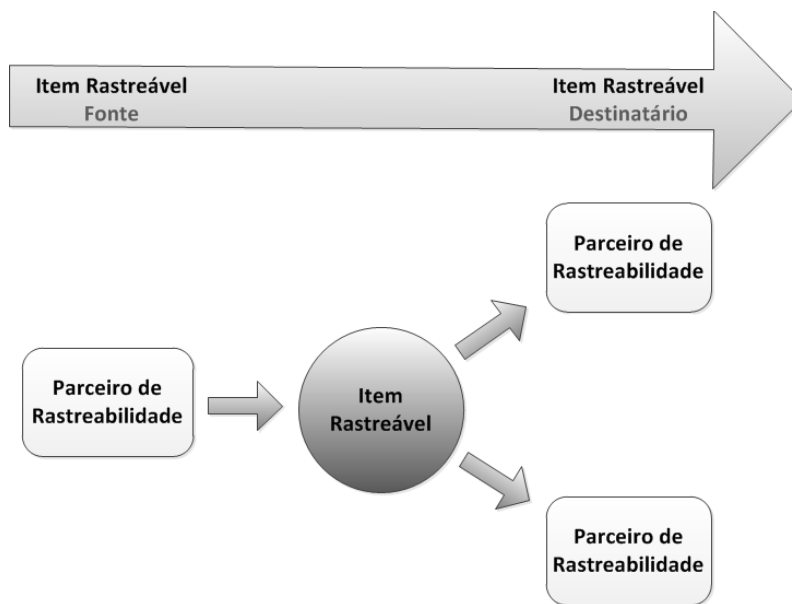 Item Rastreável
Fonte
Item Rastreável
Destinatário
Parceiro de
Rastreabilidade
Parceiro de
Rastreabilidade
Item
Rastreável
Parceiro de
Rastreabilidade